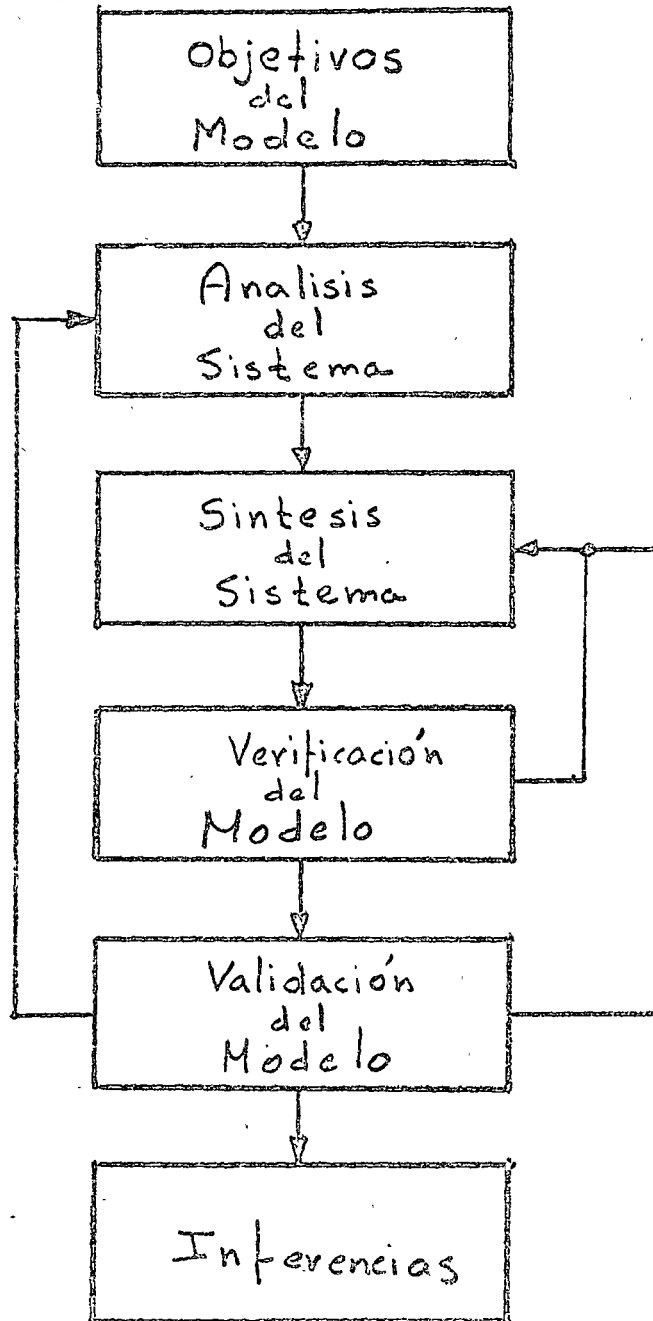 Objetivos
del
Modelo
Analisis
del
Sistema
Sintesis
del
Sistema
Verificación
del
Modelo
Validación
del
Modelo
Inferencias